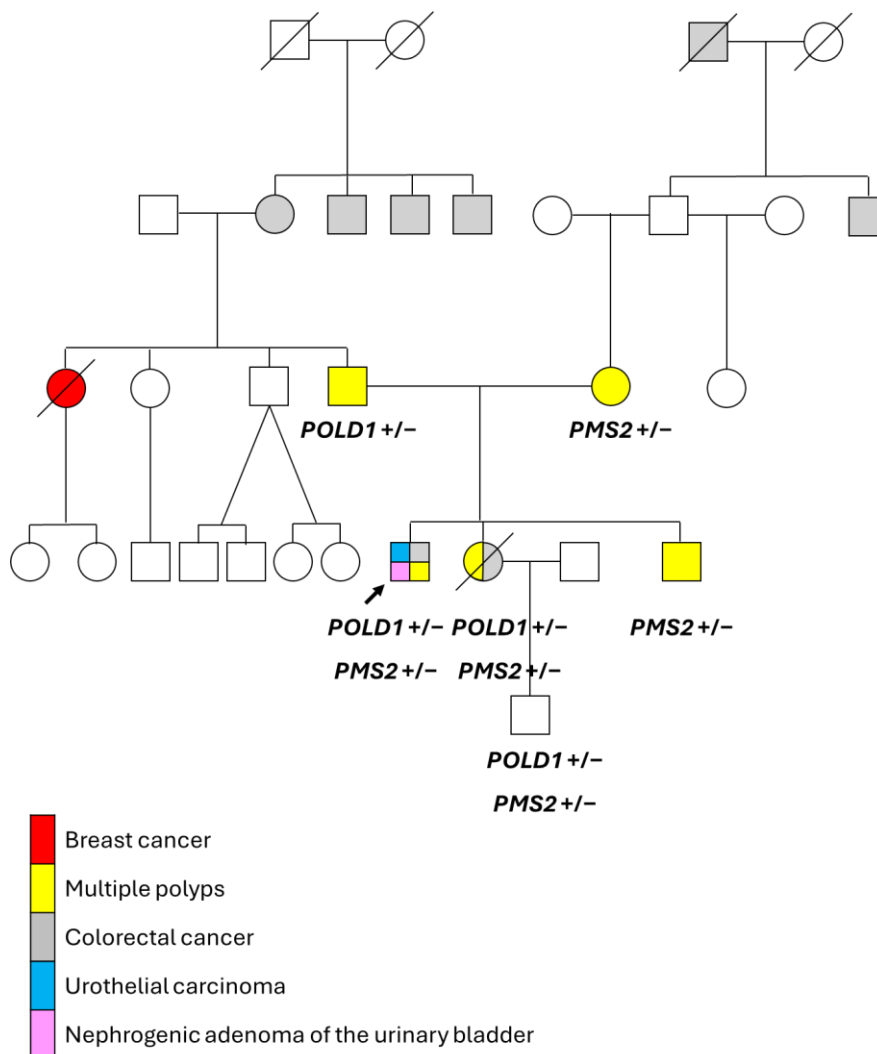 POLD1 +/− PMS2 +/−
POLD1 +/− POLD1 +/− PMS2 +/−
PMS2 +/− PMS2 +/−
POLD1 +/−
PMS2 +/−
Breast cancer
Multiple polyps
Colorectal cancer
Urothelial carcinoma
Nephrogenic adenoma of the urinary bladder